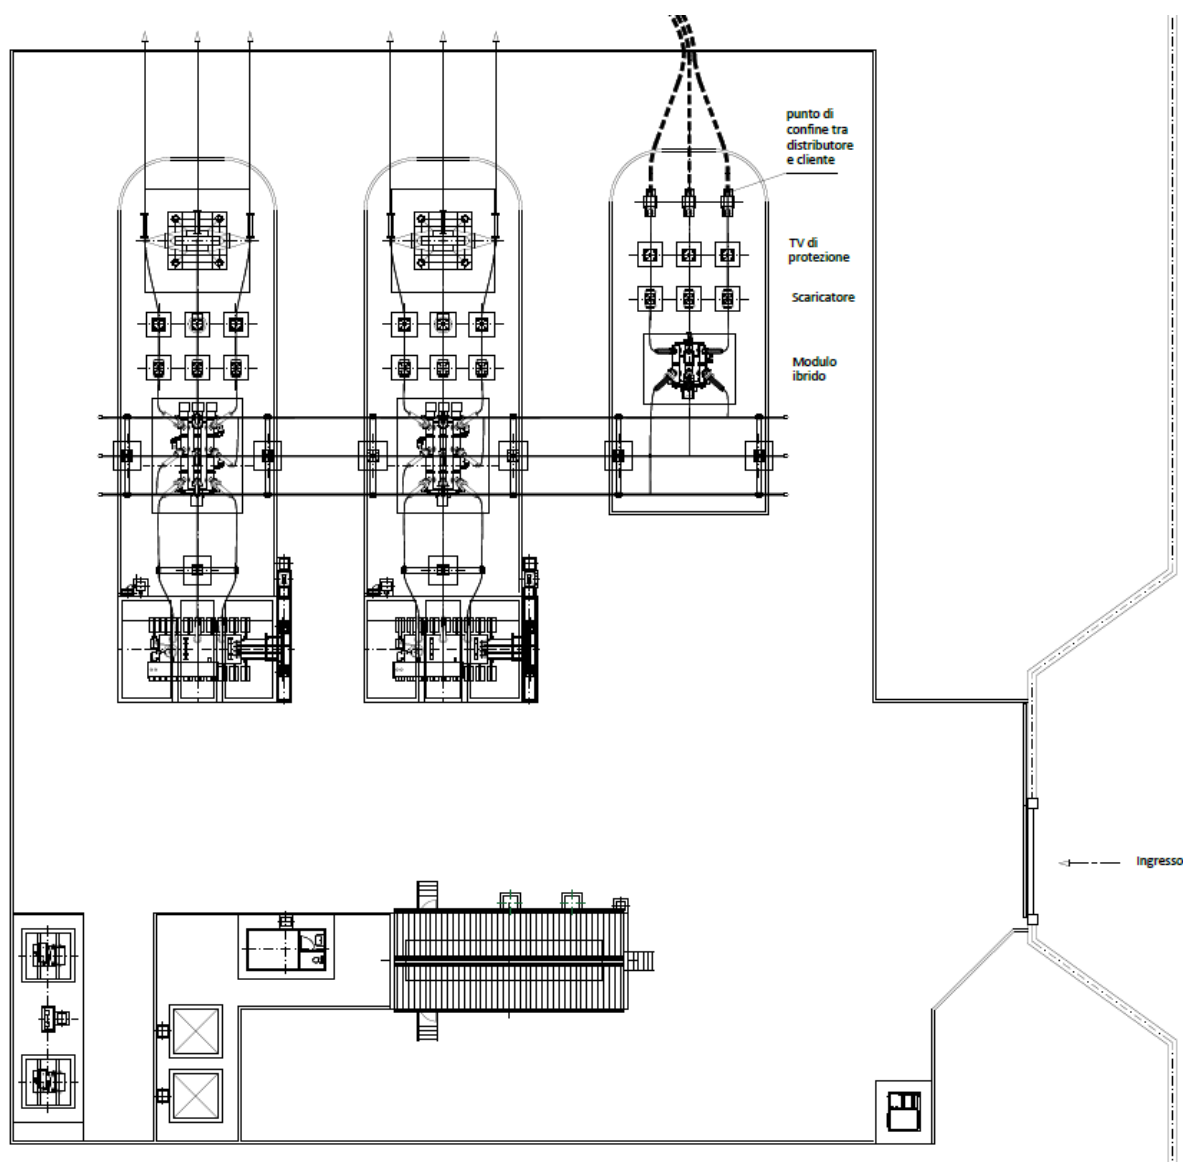 punto di
confine tra
distributore
e cliente
TV di
protezione
Scaricatore
Modulo
ibrido
Ingresso